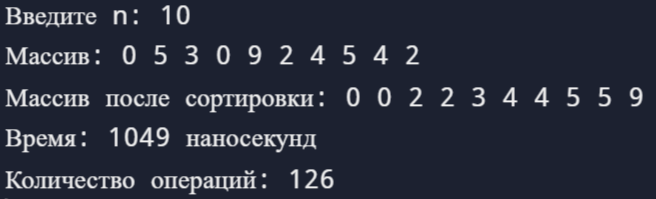 Введите n: 10
Массив: 0 5 3 0 9 2 4 5 4 2
Массив после сортировки: 0 0 2 2 3 4 4 5 5 9
Время: 1049 наносекунд
Количество операций: 126